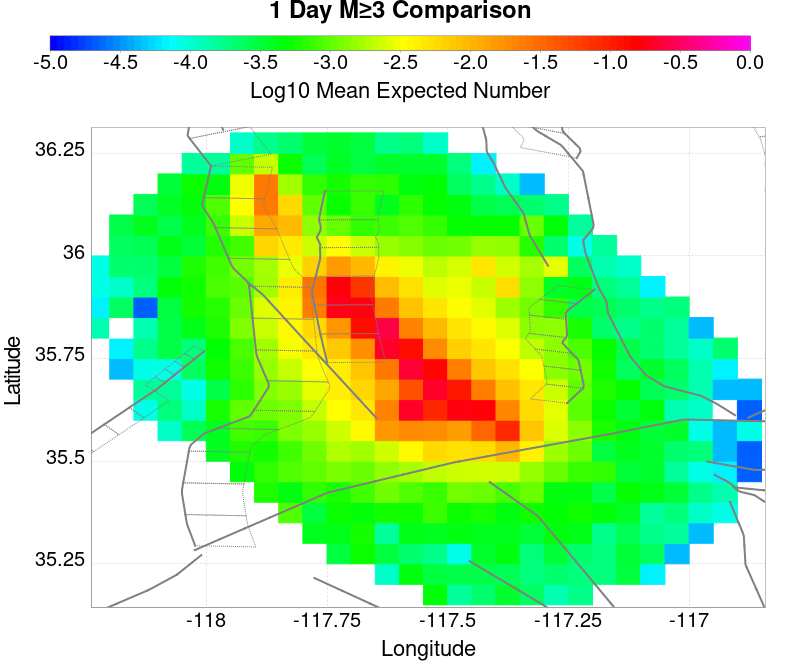 1 Day M≥3 Comparison
-5.0 -4.5 -4.0 -3.5 -3.0 -2.5 -2.0 -1.5 -1.0 -0.5 0.0
Log10 Mean Expected Number
36.25
36
35.75
35.5
35.25
Latitude
-118 -117.75 -117.5 -117.25 -117
Longitude